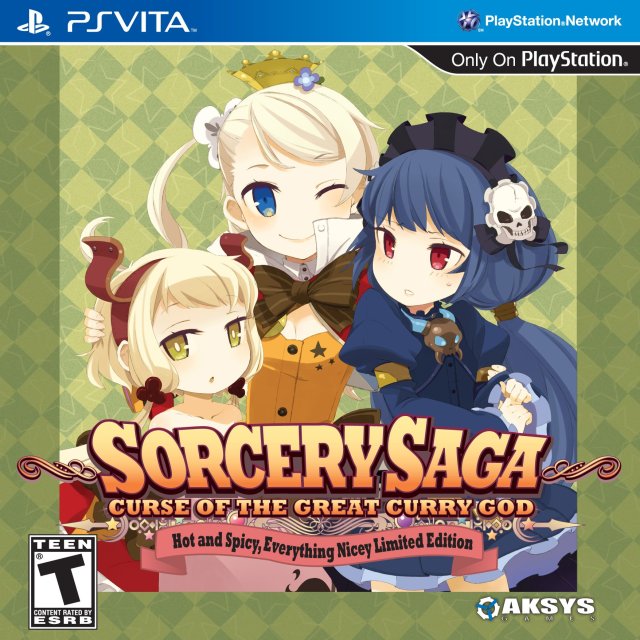 PSVITA™
PlayStation®Network
Only On PlayStation®
SORCERY SAGA
CURSE OF THE GREAT CURRY GOD
Hot and Spicy, Everything Nicey Limited Edition
TEEN
T
®
CONTENT RATED BY
ESRB
AKSYS
GAMES